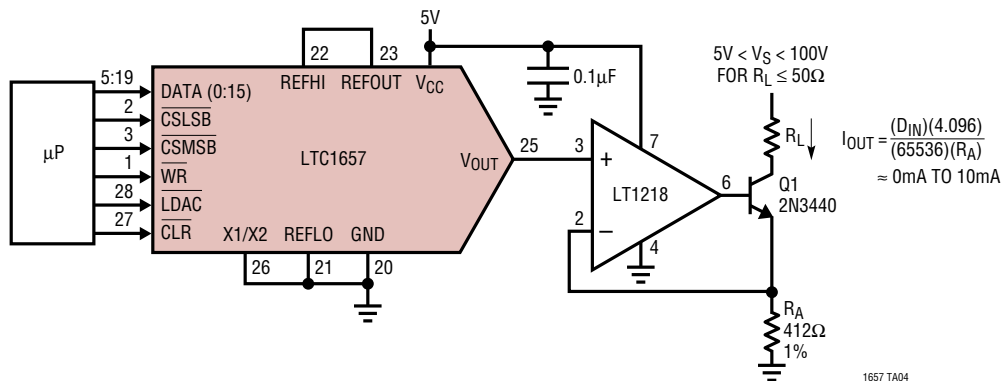 5V
22 23
5:19
2
3
1
28
27
μP
DATA (0:15)
CSLSB
CSMSB
WR
LDAC
CLR
REFHI REFOUT VCC
LTC1657
VOUT
X1/X2 REFLO GND
26 21 20
0.1μF
25
3
+
2
–
LT1218
7
6
4
5V < VS < 100V
FOR RL ≤ 50Ω
RL
IOUT = (DIN)(4.096)
(65536)(RA)
≈ 0mA TO 10mA
Q1
2N3440
RA
412Ω
1%
1657 TA04